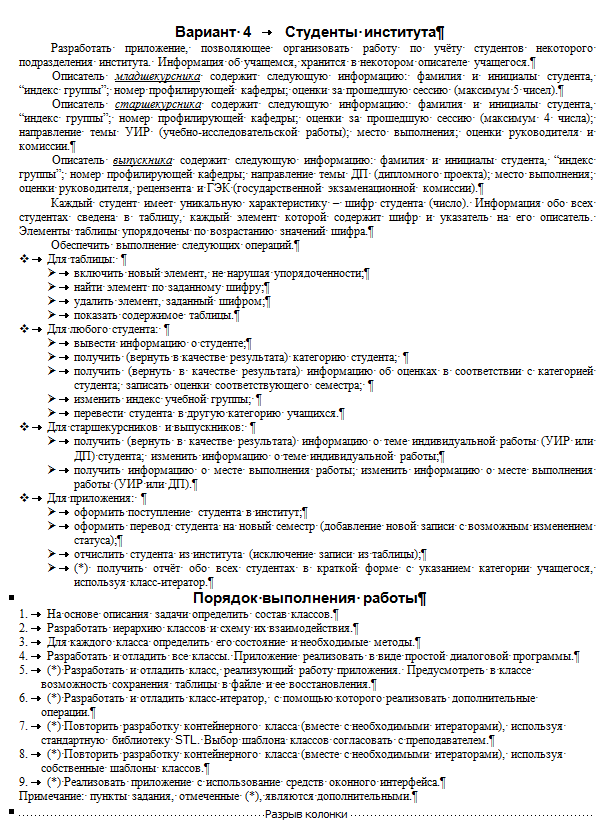 Вариант 4 → Студенты института¶
Разработать приложение, позволяющее организовать работу по учёту студентов некоторого
подразделения института. Информация об учащемся, хранится в некотором описателе учащегося.¶
Описатель младшекурсника содержит следующую информацию: фамилия и инициалы студента,
“индекс группы”; номер профилирующей кафедры; оценки за прошедшую сессию (максимум 5 чисел).¶
Описатель старшекурсника содержит следующую информацию: фамилия и инициалы студента,
“индекс группы”; номер профилирующей кафедры; оценки за прошедшую сессию (максимум 4 числа);
направление темы УИР (учебно-исследовательской работы); место выполнения; оценки руководителя и
комиссии.¶
Описатель выпускника содержит следующую информацию: фамилия и инициалы студента, “индекс
группы”; номер профилирующей кафедры; направление темы ДП (дипломного проекта); место выполнения;
оценки руководителя, рецензента и ГЭК (государственной экзаменационной комиссии).¶
Каждый студент имеет уникальную характеристику – шифр студента (число). Информация обо всех
студентах сведена в таблицу, каждый элемент которой содержит шифр и указатель на его описатель.
Элементы таблицы упорядочены по возрастанию значений шифра.¶
Обеспечить выполнение следующих операций.¶
❖ → Для таблицы: ¶
➢ → включить новый элемент, не нарушая упорядоченности;¶
➢ → найти элемент по заданному шифру;¶
➢ → удалить элемент, заданный шифром;¶
➢ → показать содержимое таблицы.¶
❖ → Для любого студента: ¶
➢ → вывести информацию о студенте;¶
➢ → получить (вернуть в качестве результата) категорию студента; ¶
➢ → получить (вернуть в качестве результата) информацию об оценках в соответствии с категорией
студента; записать оценки соответствующего семестра; ¶
➢ → изменить индекс учебной группы; ¶
➢ → перевести студента в другую категорию учащихся.¶
❖ → Для старшекурсников и выпускников: ¶
➢ → получить (вернуть в качестве результата) информацию о теме индивидуальной работы (УИР или
ДП) студента; изменить информацию о теме индивидуальной работы;¶
➢ → получить информацию о месте выполнения работы; изменить информацию о месте выполнения
работы (УИР или ДП).¶
❖ → Для приложения: ¶
➢ → оформить поступление студента в институт;¶
➢ → оформить перевод студента на новый семестр (добавление новой записи с возможным изменением
статуса);¶
➢ → отчислить студента из института (исключение записи из таблицы);¶
➢ → (*) получить отчёт обо всех студентах в краткой форме с указанием категории учащегося,
используя класс-итератор.¶
Порядок выполнения работы¶
1. → На основе описания задачи определить состав классов.¶
2. → Разработать иерархию классов и схему их взаимодействия.¶
3. → Для каждого класса определить его состояние и необходимые методы.¶
4. → Разработать и отладить все классы. Приложение реализовать в виде простой диалоговой программы.¶
5. → (*) Разработать и отладить класс, реализующий работу приложения. Предусмотреть в классе
возможность сохранения таблицы в файле и ее восстановления.¶
6. → (*) Разработать и отладить класс-итератор, с помощью которого реализовать дополнительные
операции.¶
7. → (*) Повторить разработку контейнерного класса (вместе с необходимыми итераторами), используя
стандартную библиотеку STL. Выбор шаблона классов согласовать с преподавателем.¶
8. → (*) Повторить разработку контейнерного класса (вместе с необходимыми итераторами), используя
собственные шаблоны классов.¶
9. → (*) Реализовать приложение с использование средств оконного интерфейса.¶
Примечание: пункты задания, отмеченные (*), являются дополнительными.¶
Разрыв колонки